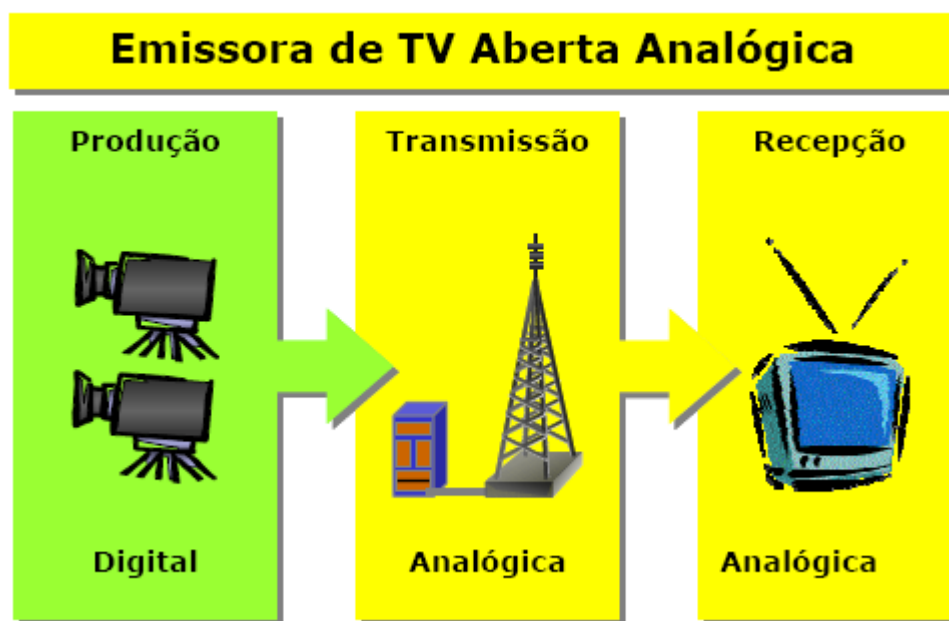 Emissora de TV Aberta Analógica
Produção
Transmissão
Recepção
Digital
Analógica
Analógica